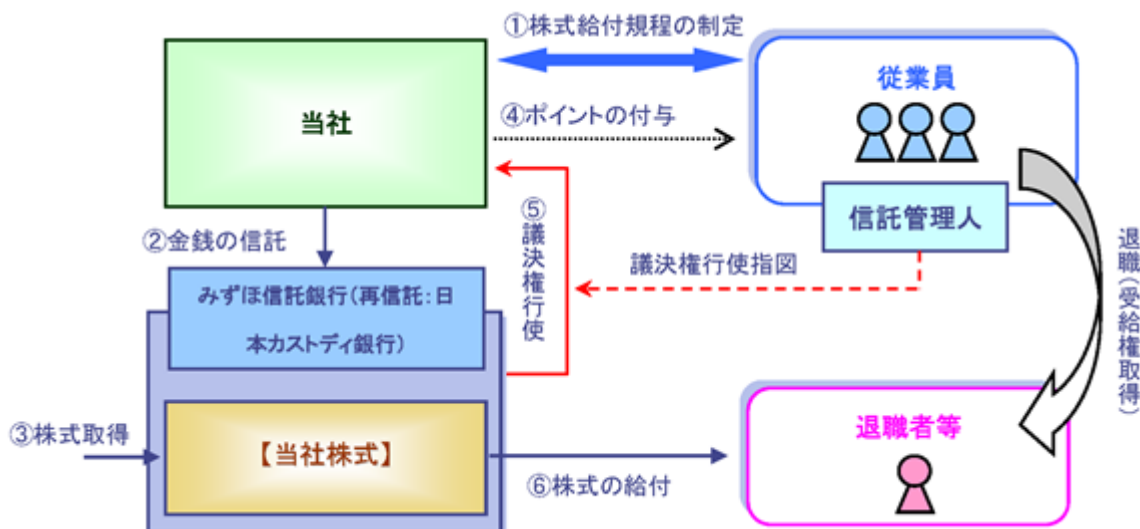 ①株式給付規程の制定
当社
従業員
④ポイントの付与
信託管理人
②金銭の信託
⑤議決権行使
議決権行使指図
退職(受給権取得)
みずほ信託銀行(再信託:日
本カストディ銀行)
③株式取得
【当社株式】
⑥株式の給付
退職者等